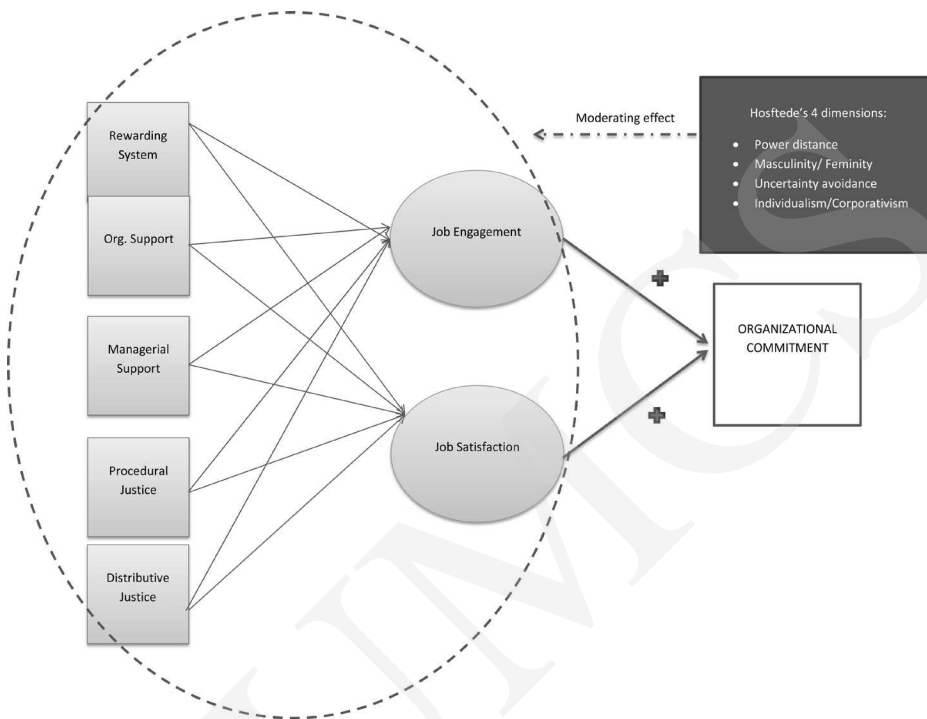 Rewarding
System
Org. Support
Managerial
Support
Procedural
Justice
Distributive
Justice
Job Engagement
Job Satisfaction
Moderating effect
Hosftede's 4 dimensions:
• Power distance
• Masculinity/ Feminity
• Uncertainty avoidance
• Individualism/Corporativism
ORGANIZATIONAL
COMMITMENT
UMCS